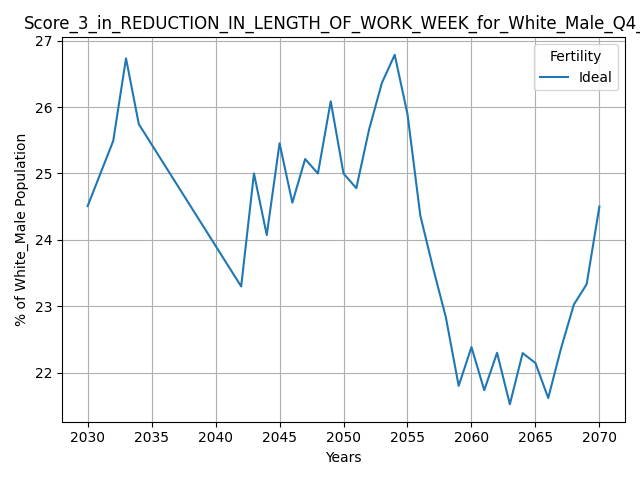 Score_3_in_REDUCTION_IN_LENGTH_OF_WORK_WEEK_for_White_Male_Q4_
27
26
25
24
23
22
% of White_Male Population
Fertility
Ideal
2030 2035 2040 2045 2050 2055 2060 2065 2070
Years